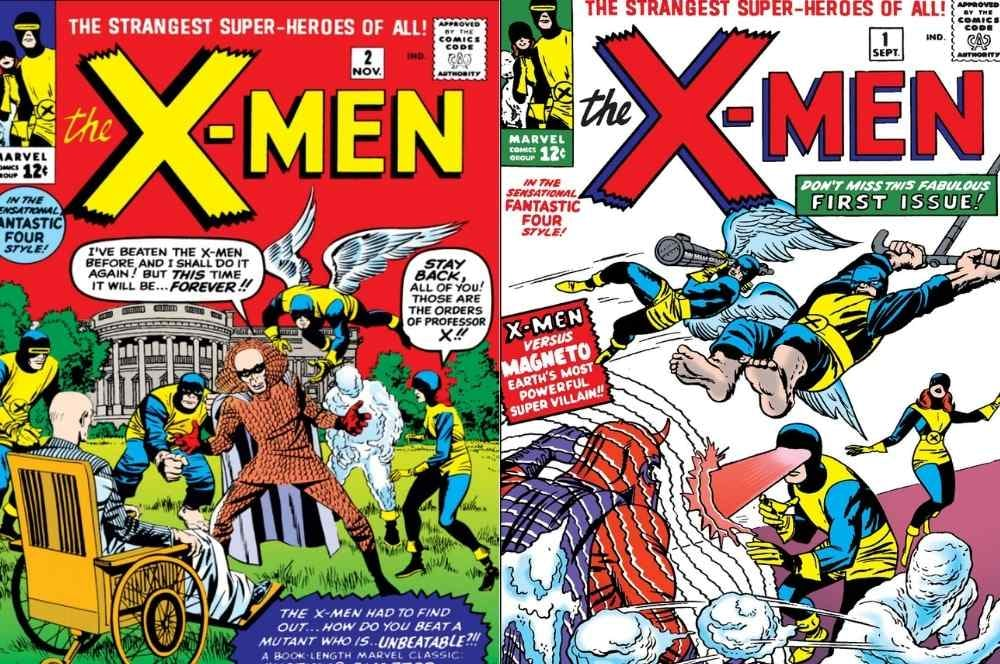 THE STRANGEST SUPER-HEROES OF ALL!
APPROVED
BY THE
COMICS
CODE
AUTHORITY
IND.
2
NOV.
the X-MEN
MARVEL
COMICS
GROUP 12¢
IN THE
SENSATIONAL
FANTASTIC
FOUR
STYLE!
I'VE BEATEN THE X-MEN
BEFORE, AND I SHALL DO IT
AGAIN! BUT THIS TIME
IT WILL BE... FOREVER!!
STAY
BACK,
ALL OF YOU!
THOSE ARE
THE ORDERS
OF PROFESSOR
X!!
THE X-MEN HAD TO FIND
OUT... HOW DO YOU BEAT A
MUTANT WHO IS...UNBEATABLE?!!
A BOOK-LENGTH MARVEL CLASSIC:
THE STRANGEST SUPER-HEROES OF ALL!
APPROVED
BY THE
COMICS
CODE
AUTHORITY
IND.
1
SEPT.
the X-MEN
MARVEL
COMICS
GROUP 12¢
IN THE
SENSATIONAL
FANTASTIC
FOUR
STYLE!
DON'T MISS THIS FABULOUS
FIRST ISSUE!
X-MEN
VERSUS
MAGNETO
EARTH'S MOST
POWERFUL
SUPER VILLAIN!!